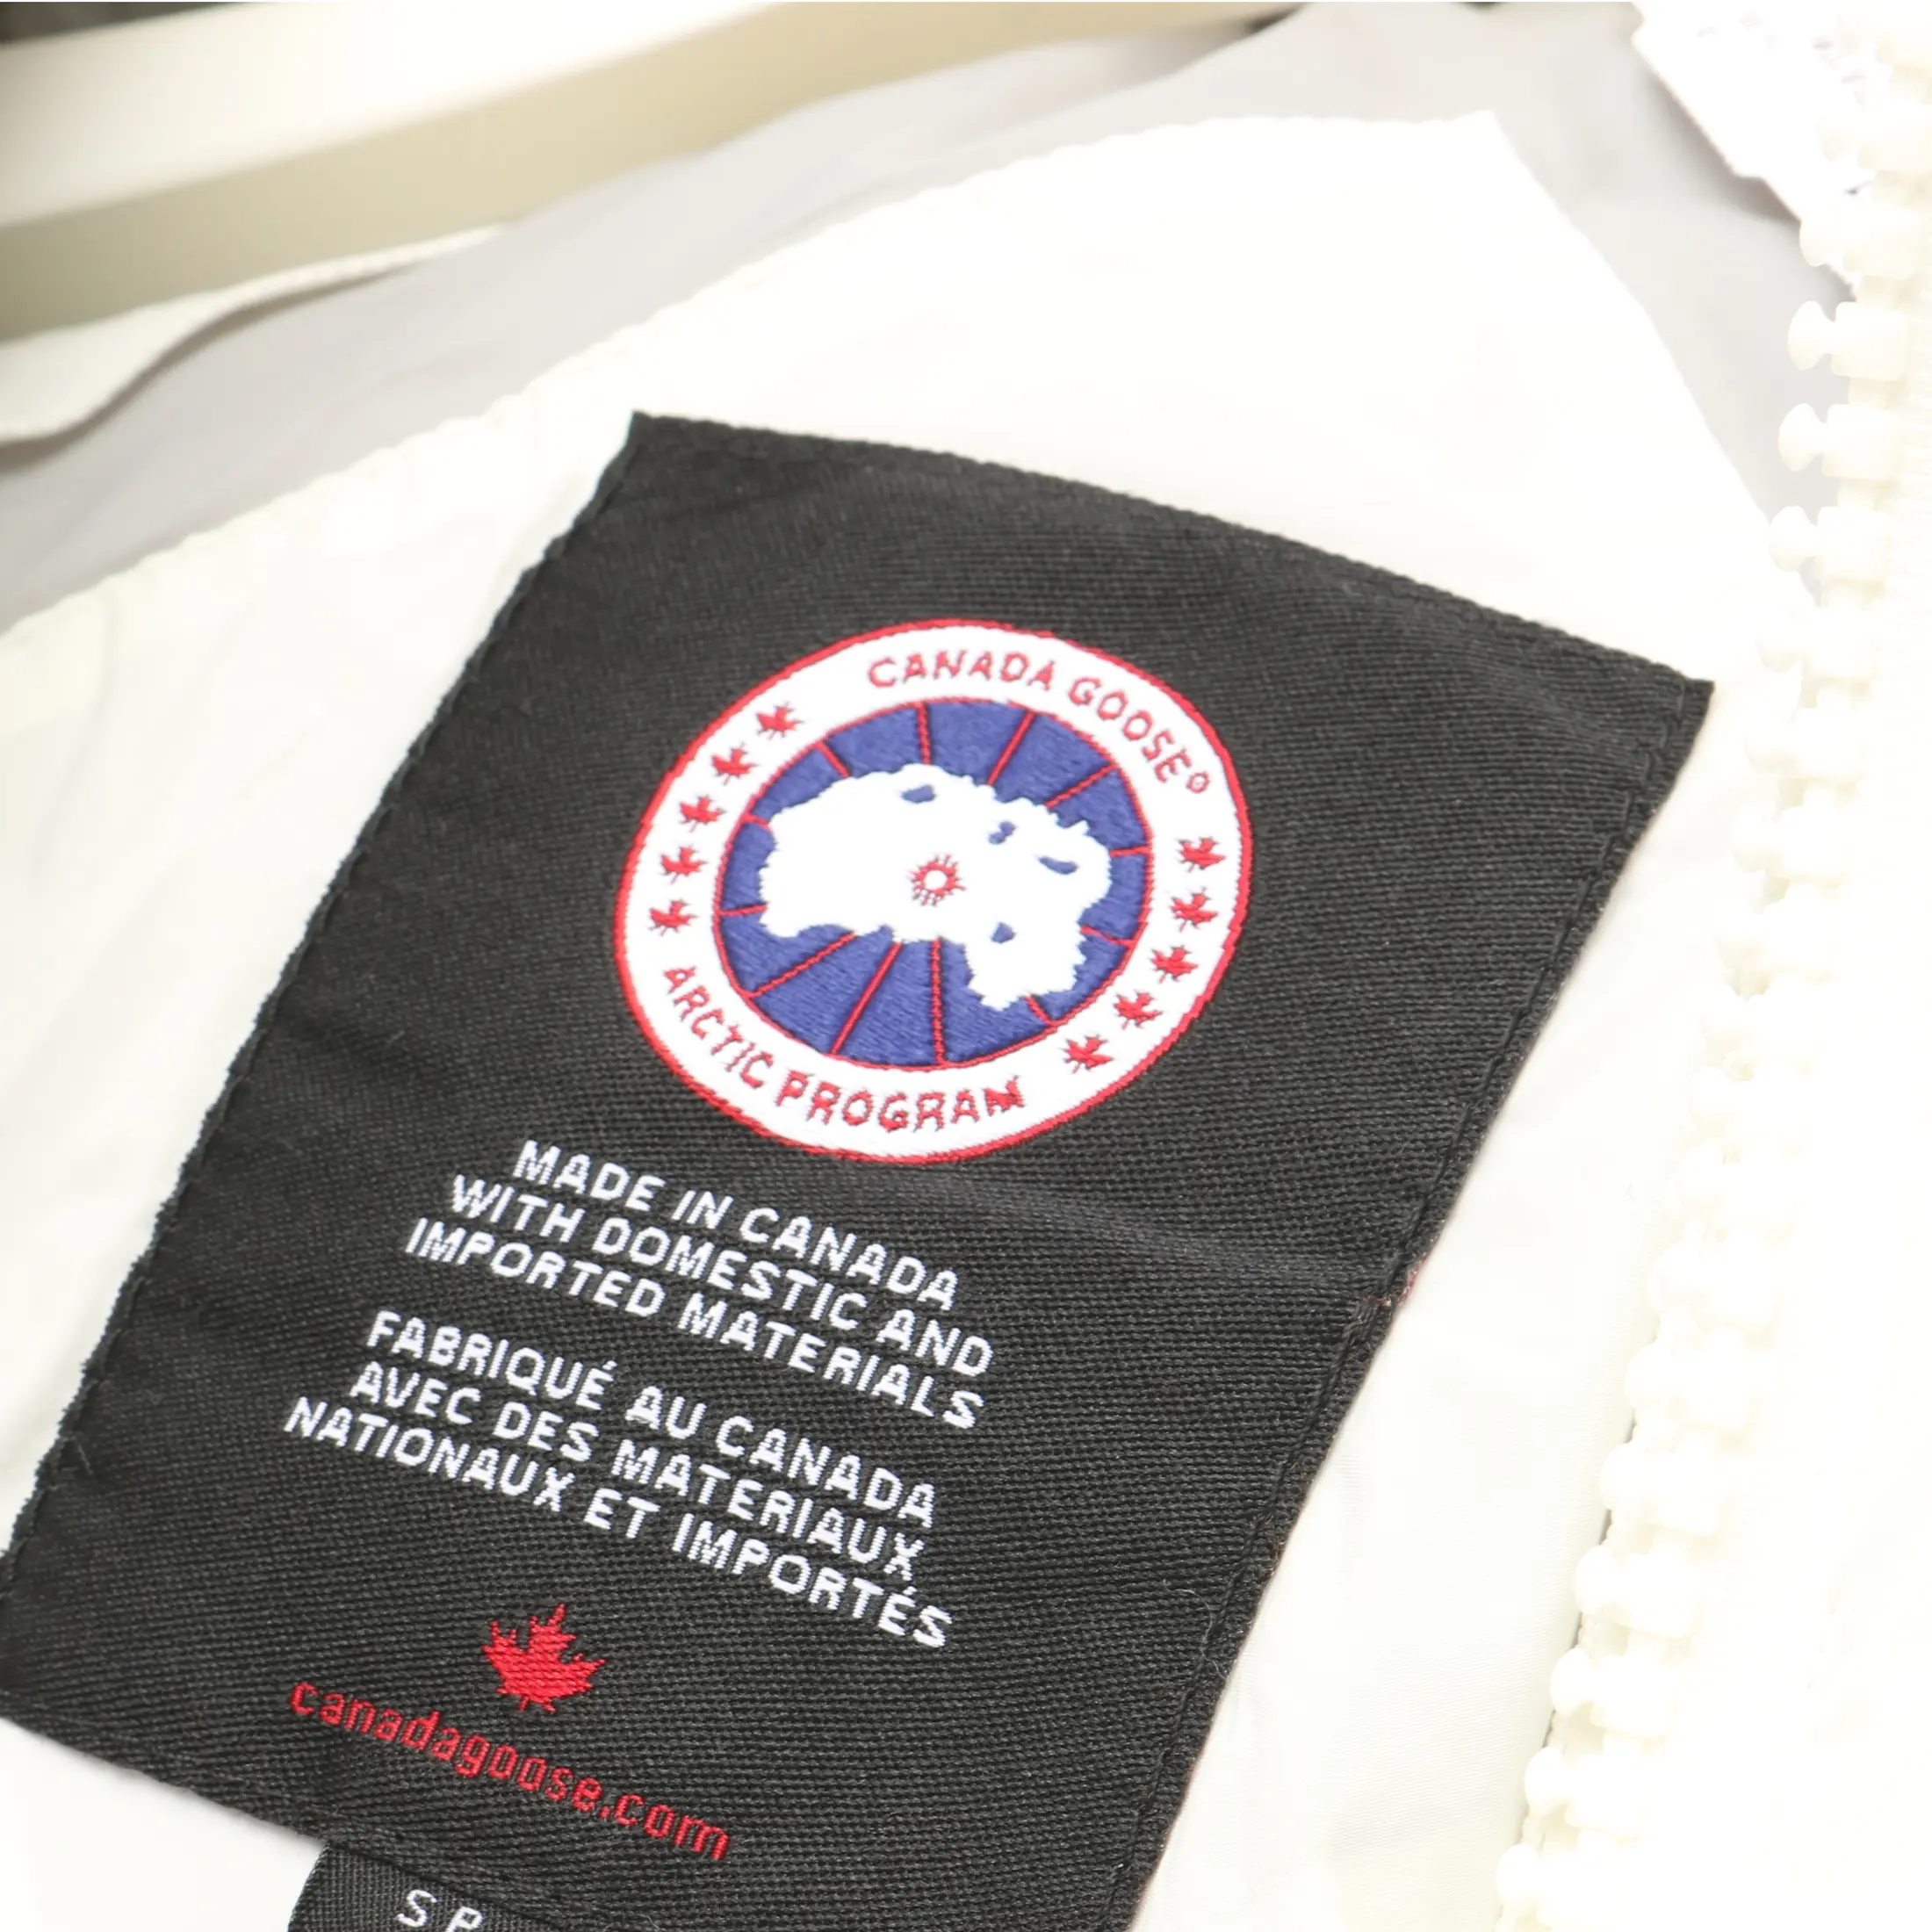 CANADA GOOSE®
ARCTIC PROGRAM
MADE IN CANADA
WITH DOMESTIC AND
IMPORTED MATERIALS
FABRIQUÉ AU CANADA
AVEC DES MATERIAUX
NATIONAUX ET IMPORTÉS
canadagoose.com
S P